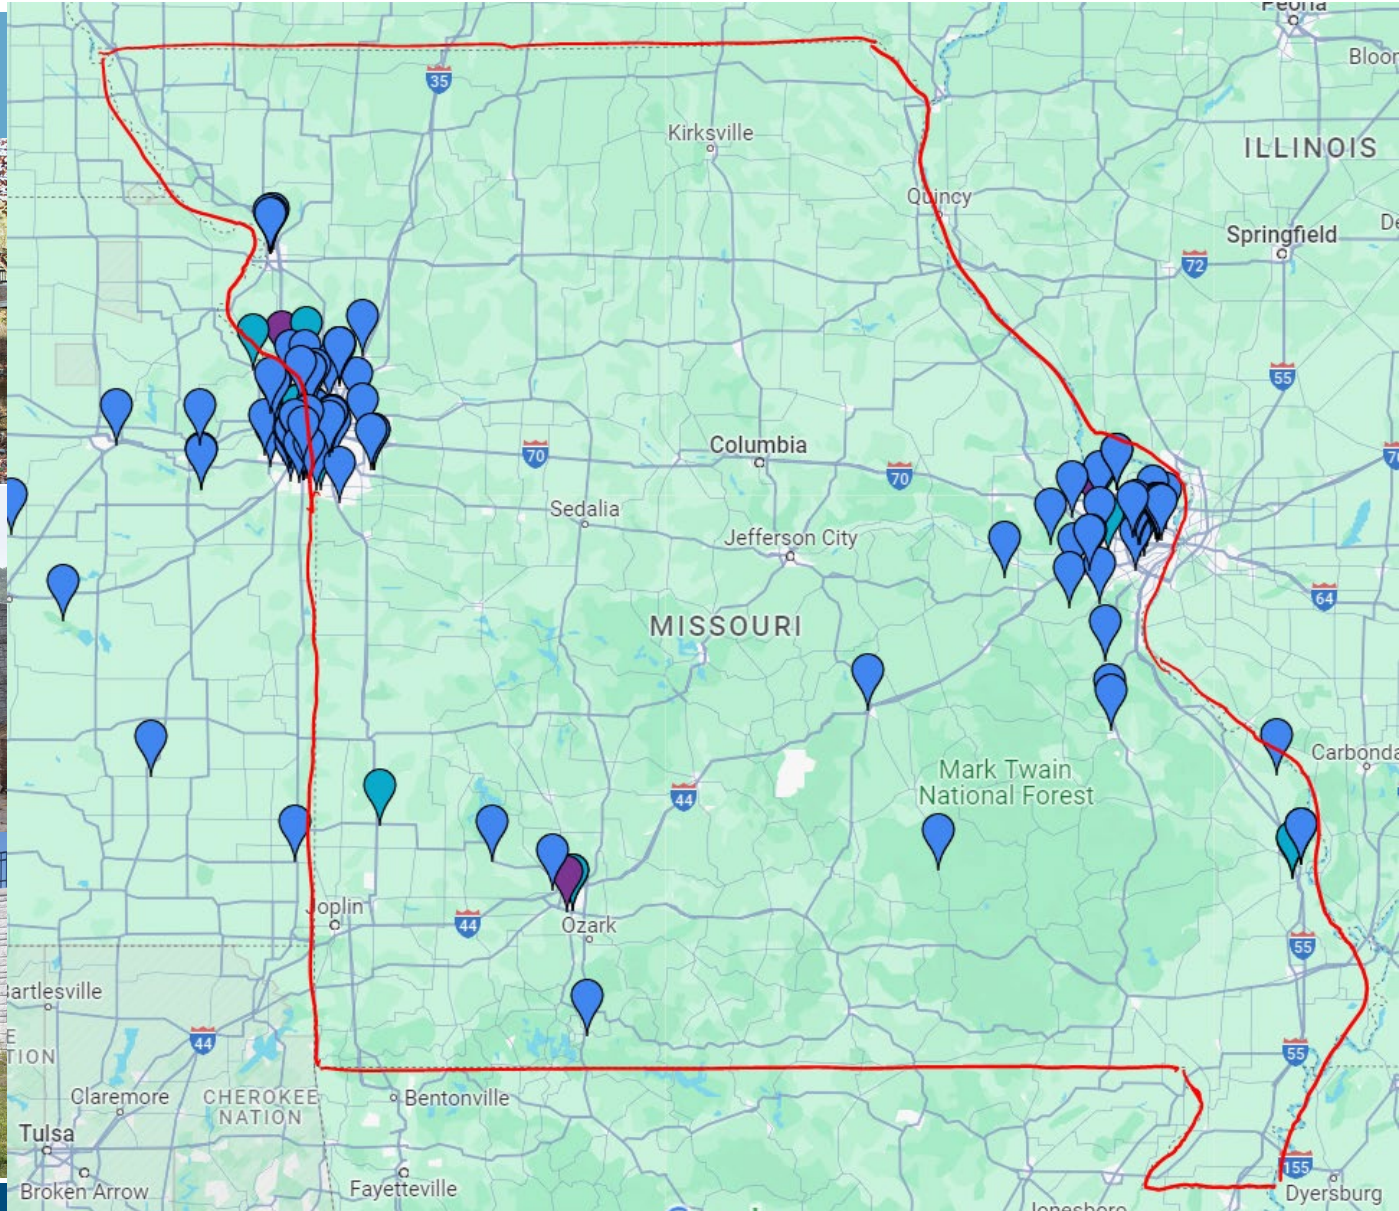 Peoria
35
Bloor
Kirksville
ILLINOIS
Quincy
Springfield
De
72
55
Columbia
70
70
70
Sedalia
Jefferson City
64
MISSOURI
Mark Twain
National Forest
Carbonda
44
Joplin
44
Ozark
55
artlesville
E
TION
44
55
Claremore
CHEROKEE
NATION
Bentonville
Tulsa
155
Broken Arrow
Fayetteville
Dyersburg
Jonesboro